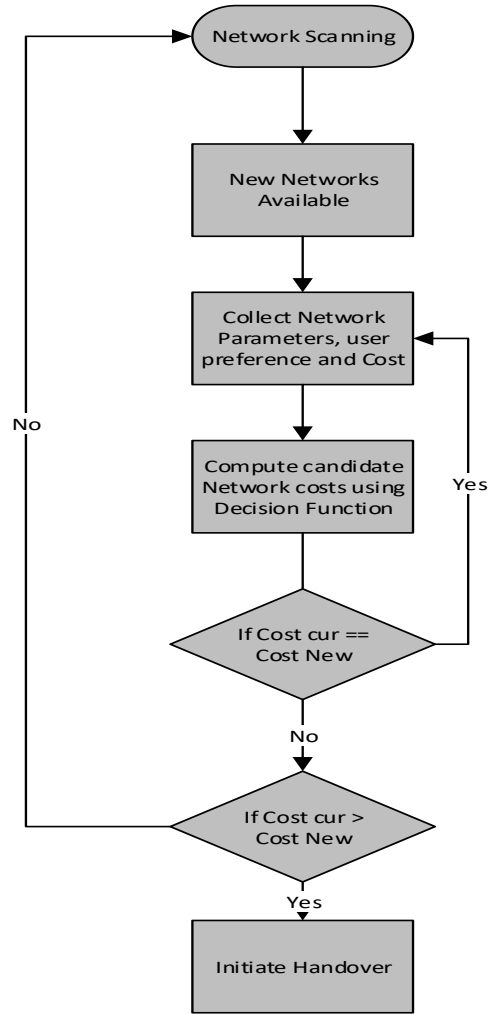 Network Scanning
New Networks
Available
Collect Network
Parameters, user
preference and Cost
No
Compute candidate
Network costs using
Decision Function
Yes
If Cost cur ==
Cost New
No
If Cost cur >
Cost New
Yes
Initiate Handover